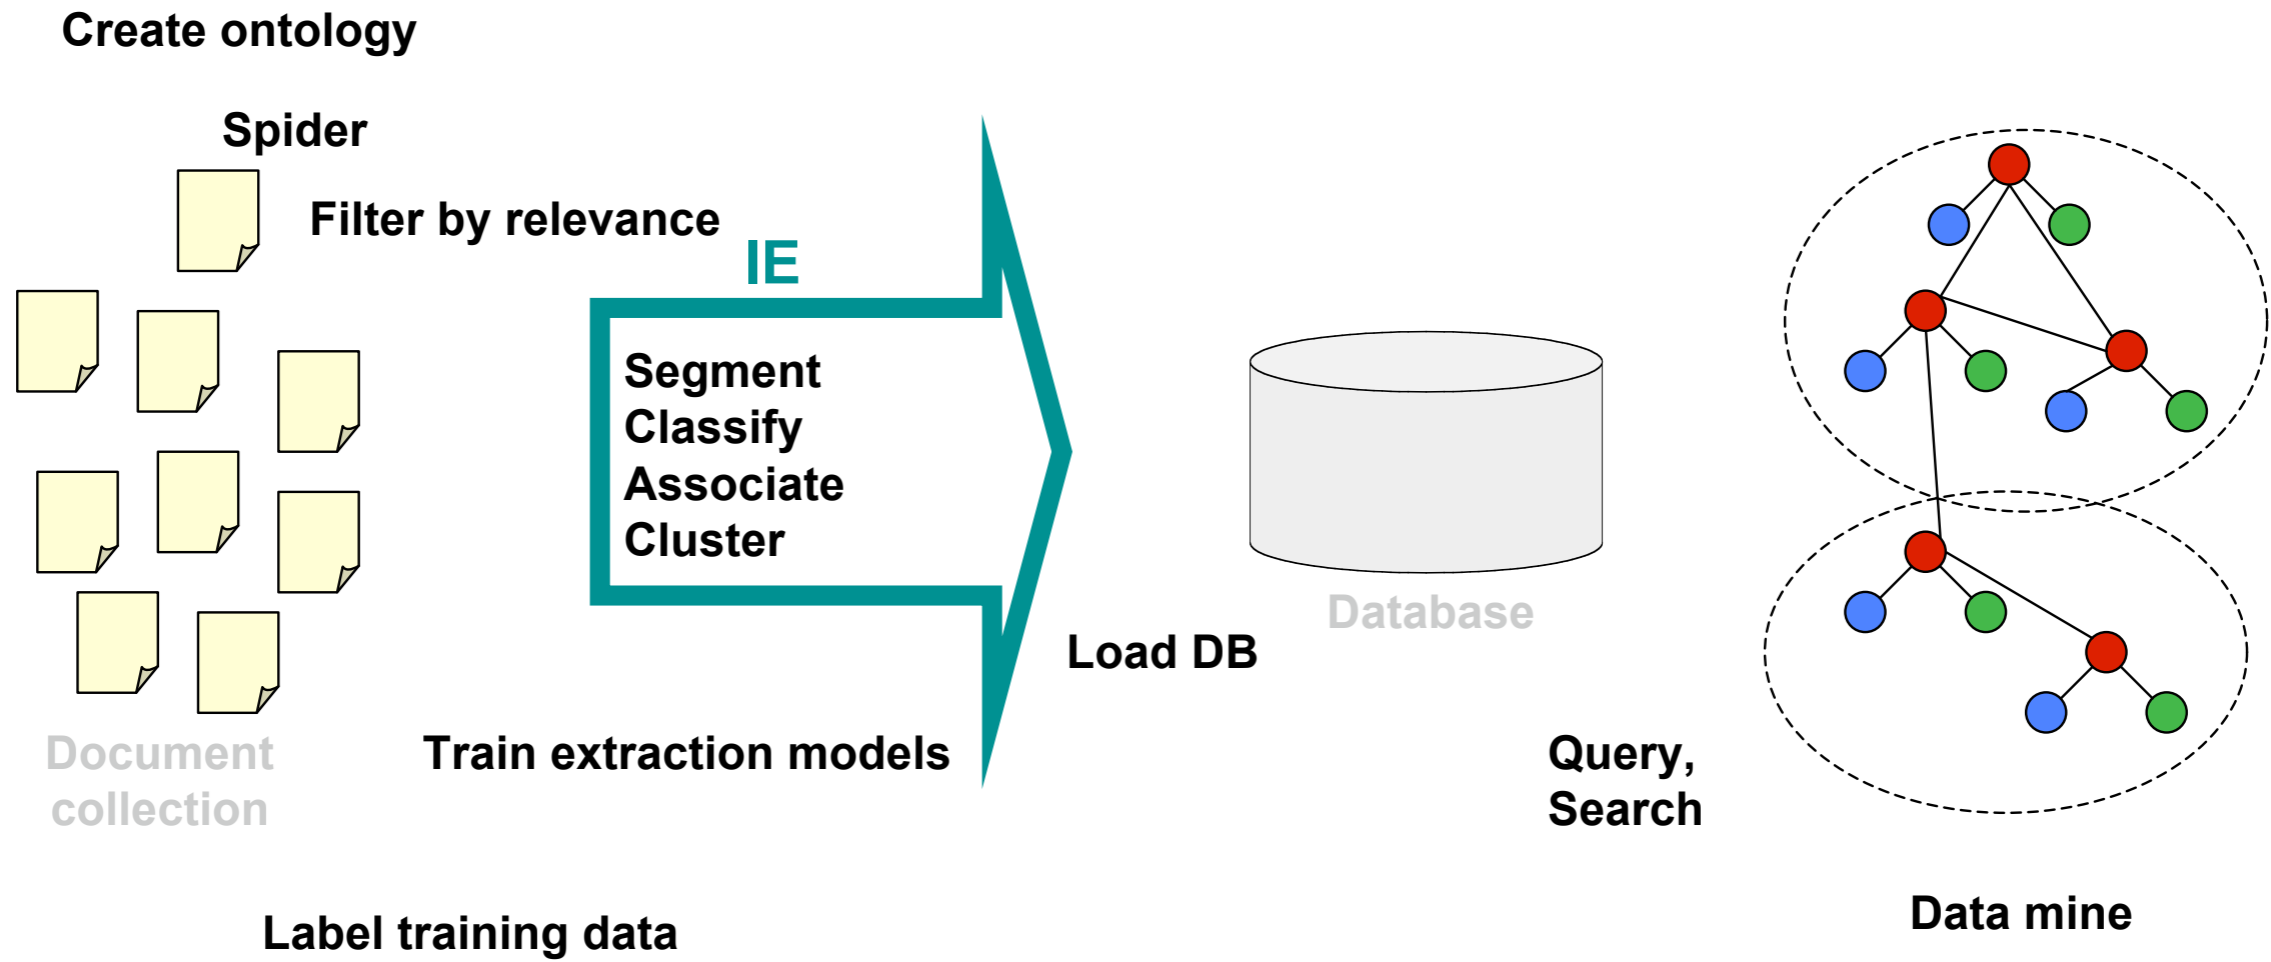 Create ontology
Spider
Filter by relevance
IE
Segment
Classify
Associate
Cluster
Database
Load DB
Document
collection
Train extraction models
Query,
Search
Label training data
Data mine